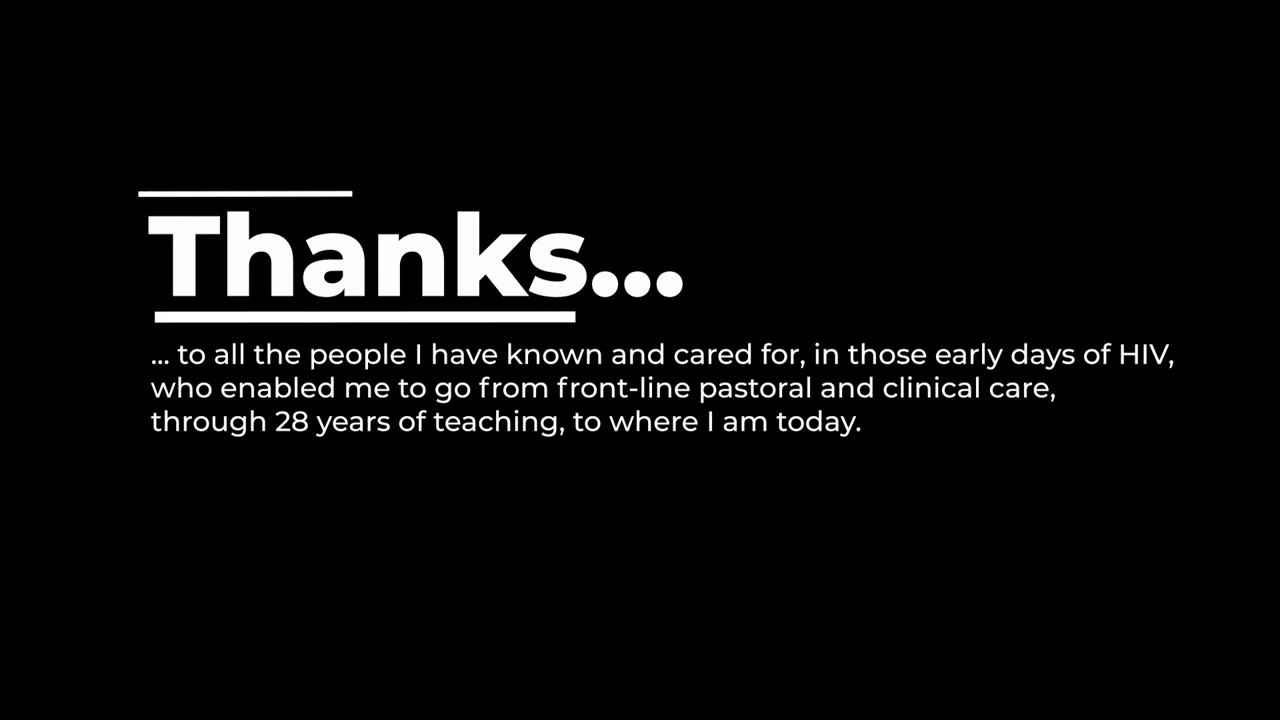 Thanks...
... to all the people I have known and cared for, in those early days of HIV,
who enabled me to go from front-line pastoral and clinical care,
through 28 years of teaching, to where I am today.